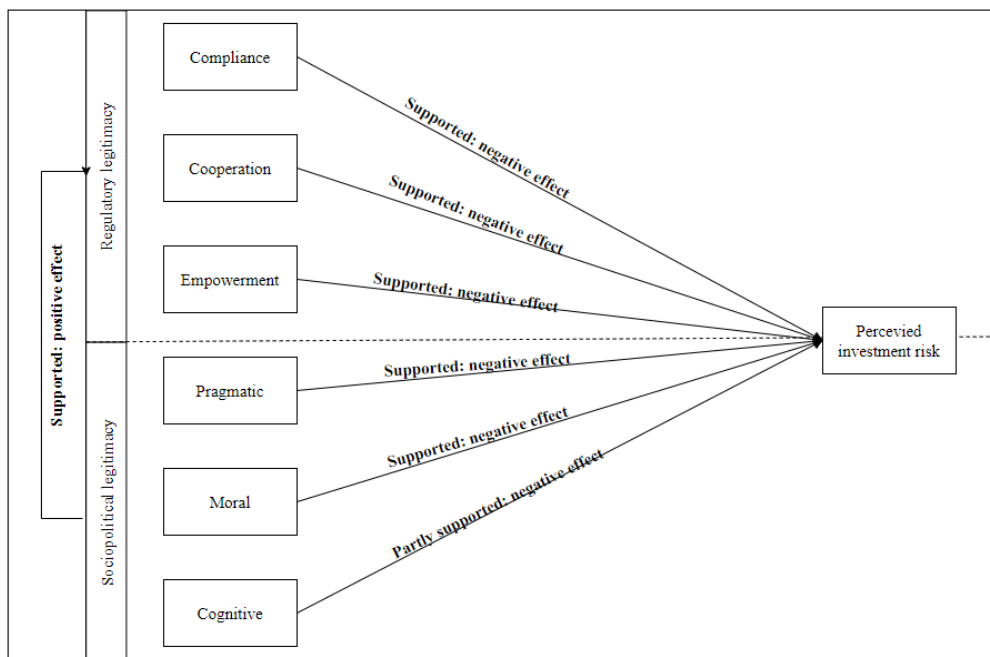 Supported: positive effect
Regulatory legitimacy
Sociopolitical legitimacy
Compliance
Cooperation
Empowerment
Pragmatic
Moral
Cognitive
Supported: negative effect
Supported: negative effect
Supported: negative effect
Supported: negative effect
Supported: negative effect
Partly supported: negative effect
Percevied
investment risk